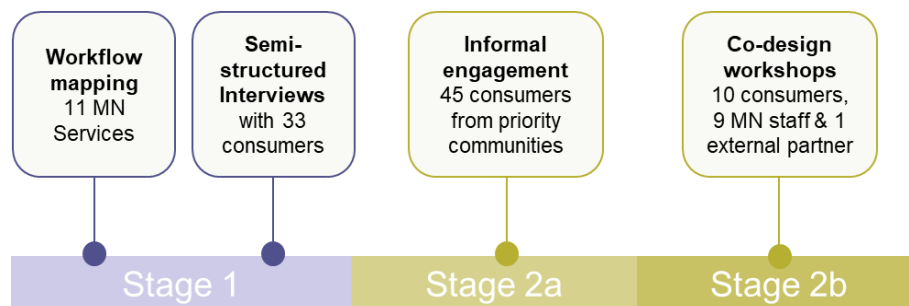 Workflow
mapping
11 MN
Services
Semi-
structured
Interviews
with 33
consumers
Informal
engagement
45 consumers
from priority
communities
Co-design
workshops
10 consumers,
9 MN staff & 1
external partner
Stage 1
Stage 2a
Stage 2b